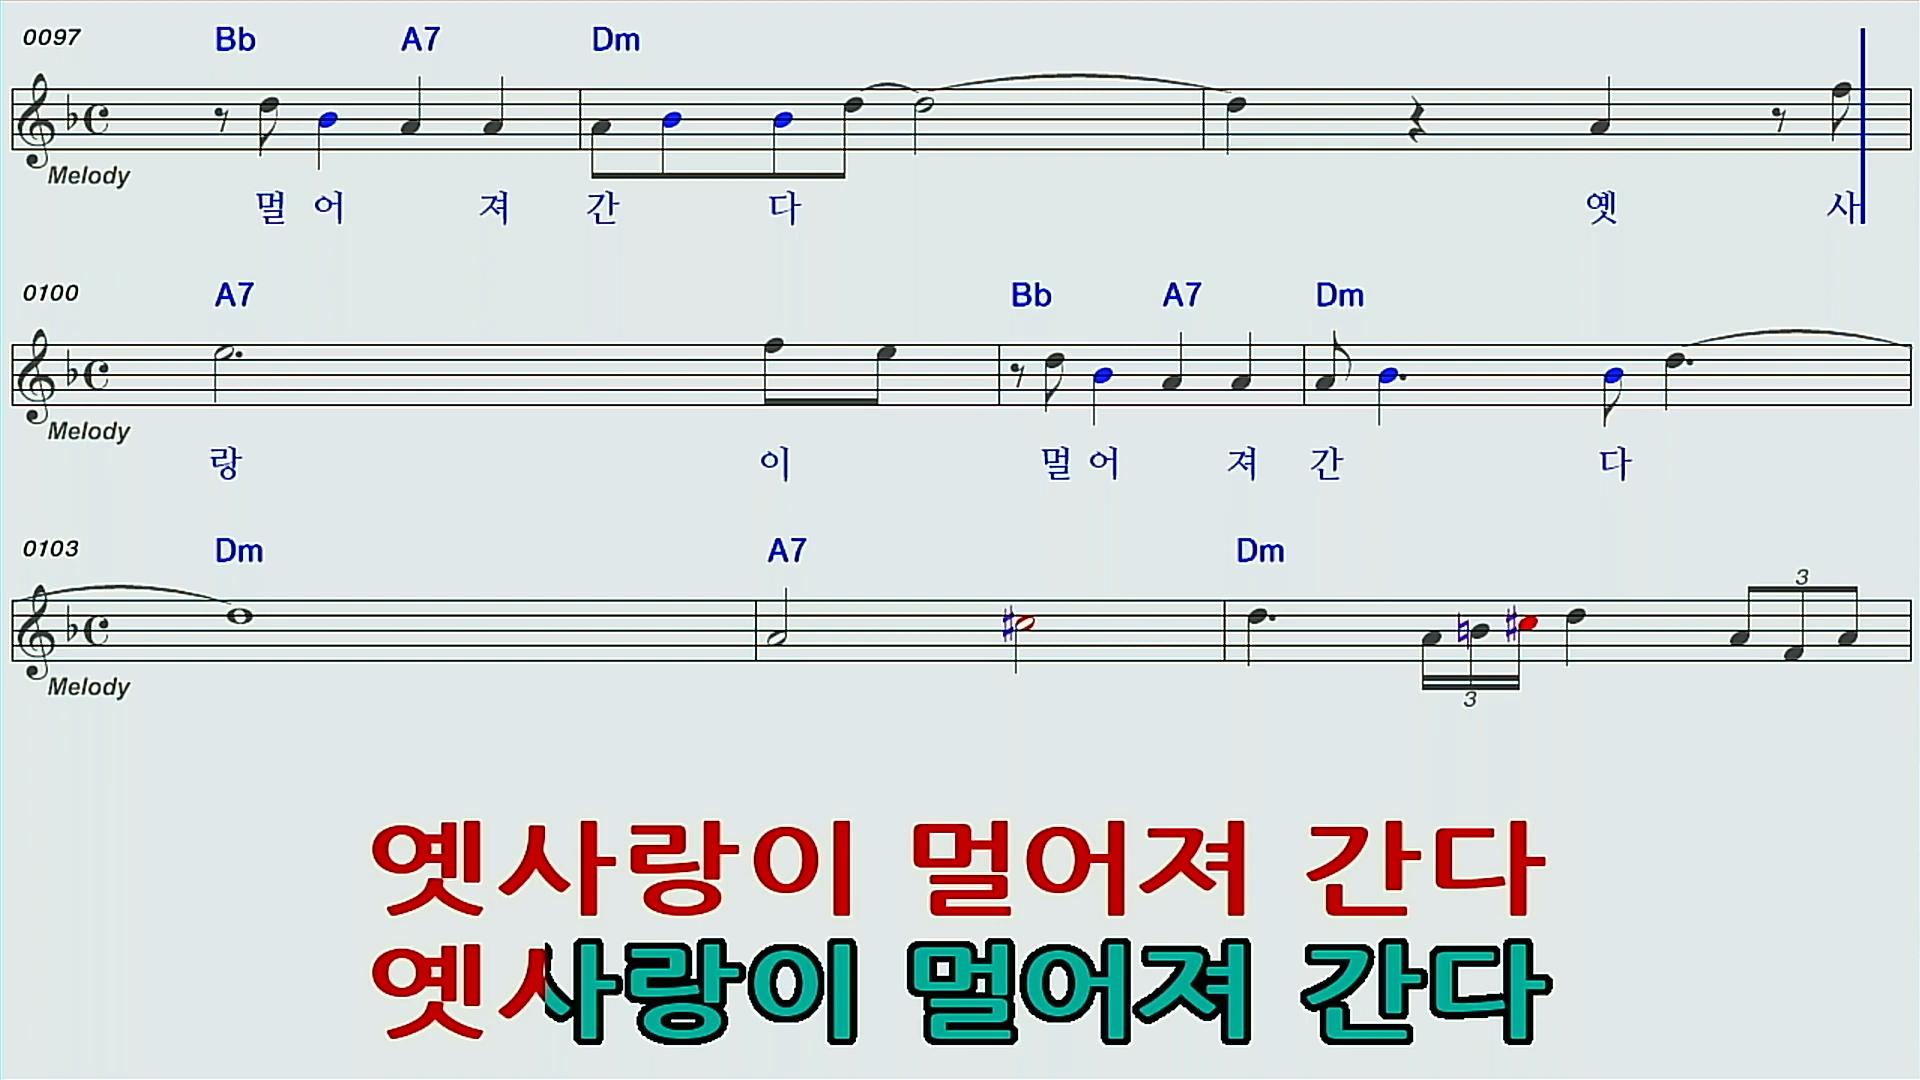 0097 Bb A7 Dm
Melody
멀 어 져 간 다 옛 사
0100 A7 Bb A7 Dm
Melody
랑 이 멀 어 져 간 다
0103 Dm A7 Dm
3
Melody
3
옛사랑이 멀어져 간다
옛사랑이 멀어져 간다